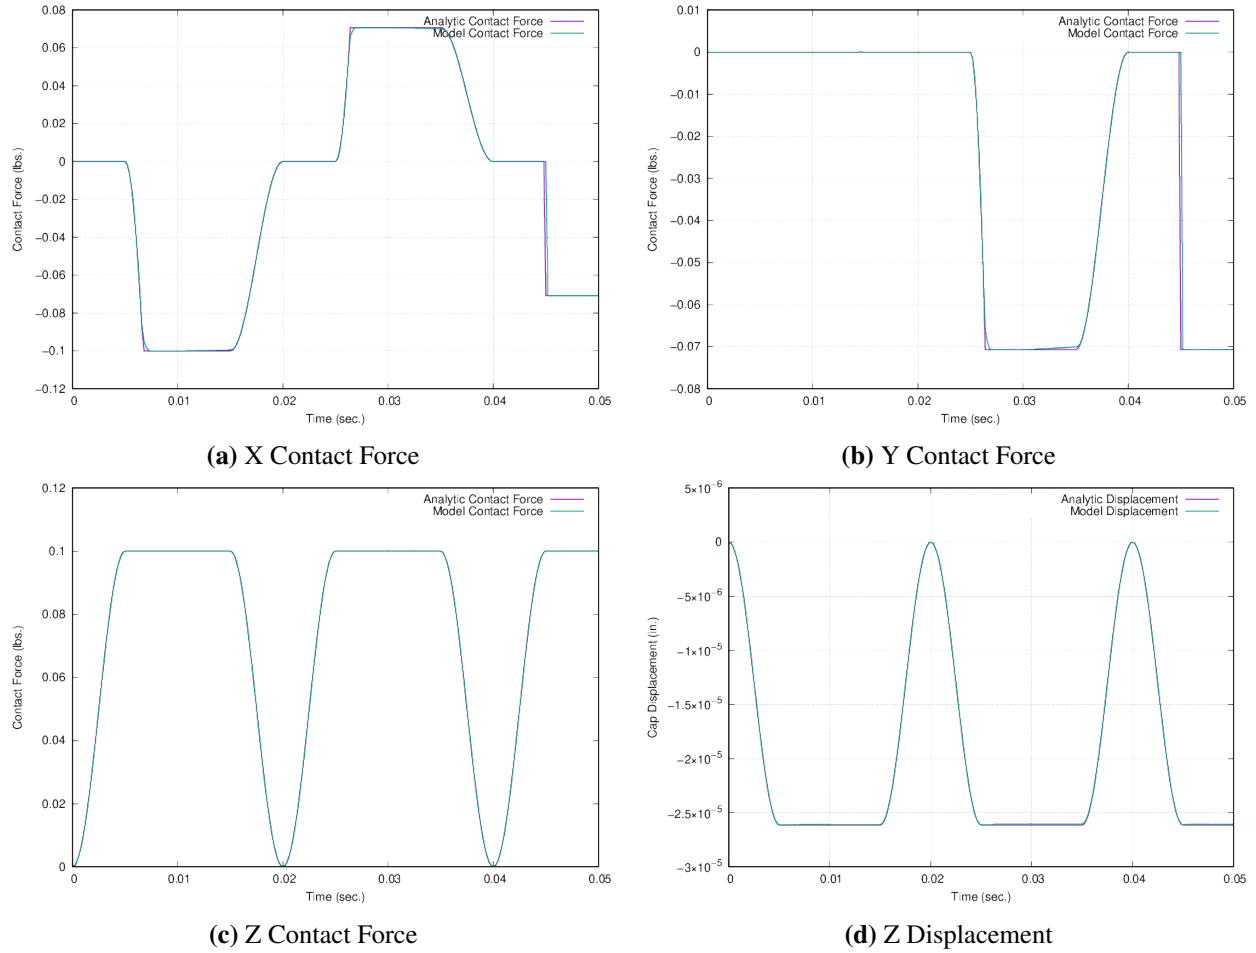 0.08
0.06
0.04
0.02
0
−0.02
−0.04
−0.06
−0.08
−0.1
−0.12
Contact Force (lbs.)
Analytic Contact Force
Model Contact Force
0 0.01 0.02 0.03 0.04 0.05
Time (sec.)
(a) X Contact Force
0.01
0
−0.01
−0.02
−0.03
−0.04
−0.05
−0.06
−0.07
−0.08
Contact Force (lbs.)
Analytic Contact Force
Model Contact Force
0 0.01 0.02 0.03 0.04 0.05
Time (sec.)
(b) Y Contact Force
0.12
0.1
0.08
0.06
0.04
0.02
0
Contact Force (lbs.)
Analytic Contact Force
Model Contact Force
0 0.01 0.02 0.03 0.04 0.05
Time (sec.)
(c) Z Contact Force
5×10⁻⁶
0
−5×10⁻⁶
−1×10⁻⁵
−1.5×10⁻⁵
−2×10⁻⁵
−2.5×10⁻⁵
−3×10⁻⁵
Cap Displacement (in.)
Analytic Displacement
Model Displacement
0 0.01 0.02 0.03 0.04 0.05
Time (sec.)
(d) Z Displacement